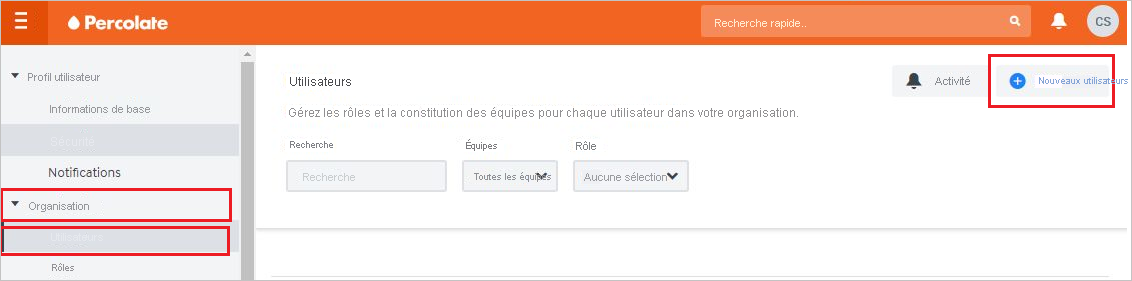 Percolate
Recherche rapide..
CS
Profil utilisateur
Informations de base
Sécurité
Notifications
Organisation
Utilisateurs
Rôles
Utilisateurs
Activité
Nouveaux utilisateurs
Gérez les rôles et la constitution des équipes pour chaque utilisateur dans votre organisation.
Recherche
Équipes
Rôle
Recherche
Toutes les équipes
Aucune sélection